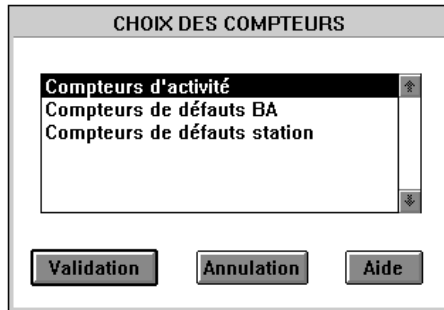 CHOIX DES COMPTEURS
Compteurs d'activité
Compteurs de défauts BA
Compteurs de défauts station
Validation Annulation Aide